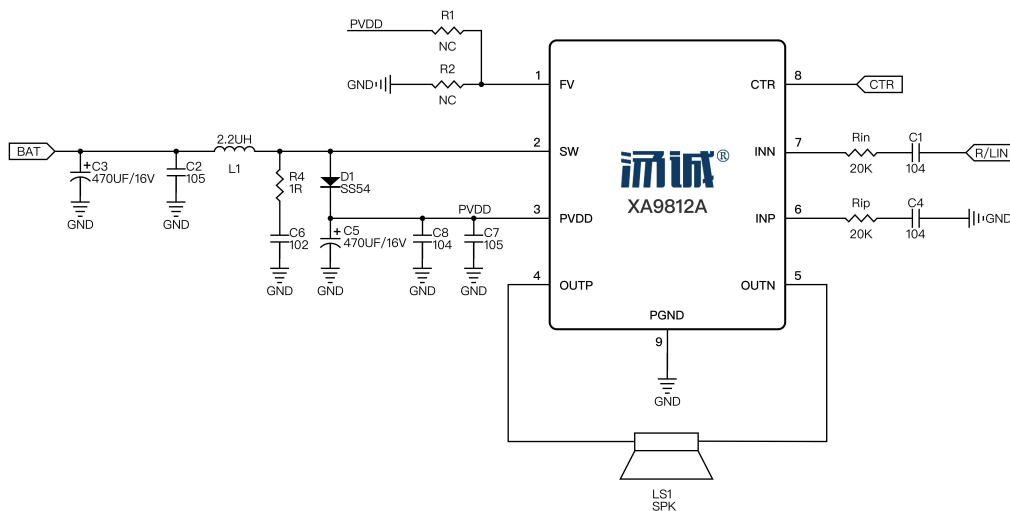 PVDD
R1
NC
GND
R2
NC
1
FV
CTR
8
CTR
BAT
2.2UH
L1
C3
+
470UF/16V
GND
C2
105
GND
R4
1R
C6
102
GND
D1
SS54
+ C5
470UF/16V
GND
PVDD
C8
104
GND
C7
105
GND
2
SW
3
PVDD
4
OUTP
汤诚®
XA9812A
INN
7
Rin
20K
C1
104
R/LIN
INP
6
Rip
20K
C4
104
GND
OUTN
5
PGND
9
GND
LS1
SPK